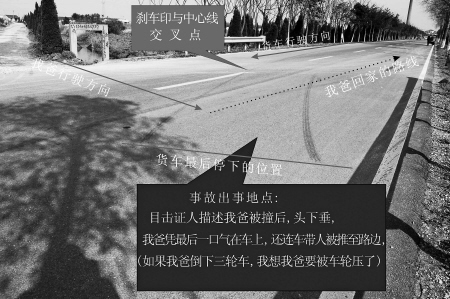 刹车印与中心线
交叉点
货车行驶方向
我爸行驶方向
我爸回家的路线
货车最后停下的位置
事故出事地点:
目击证人描述我爸被撞后,头下垂,
我爸凭最后一口气在车上,还连车带人被推至路边,
(如果我爸倒下三轮车,我想我爸要被车轮压了)